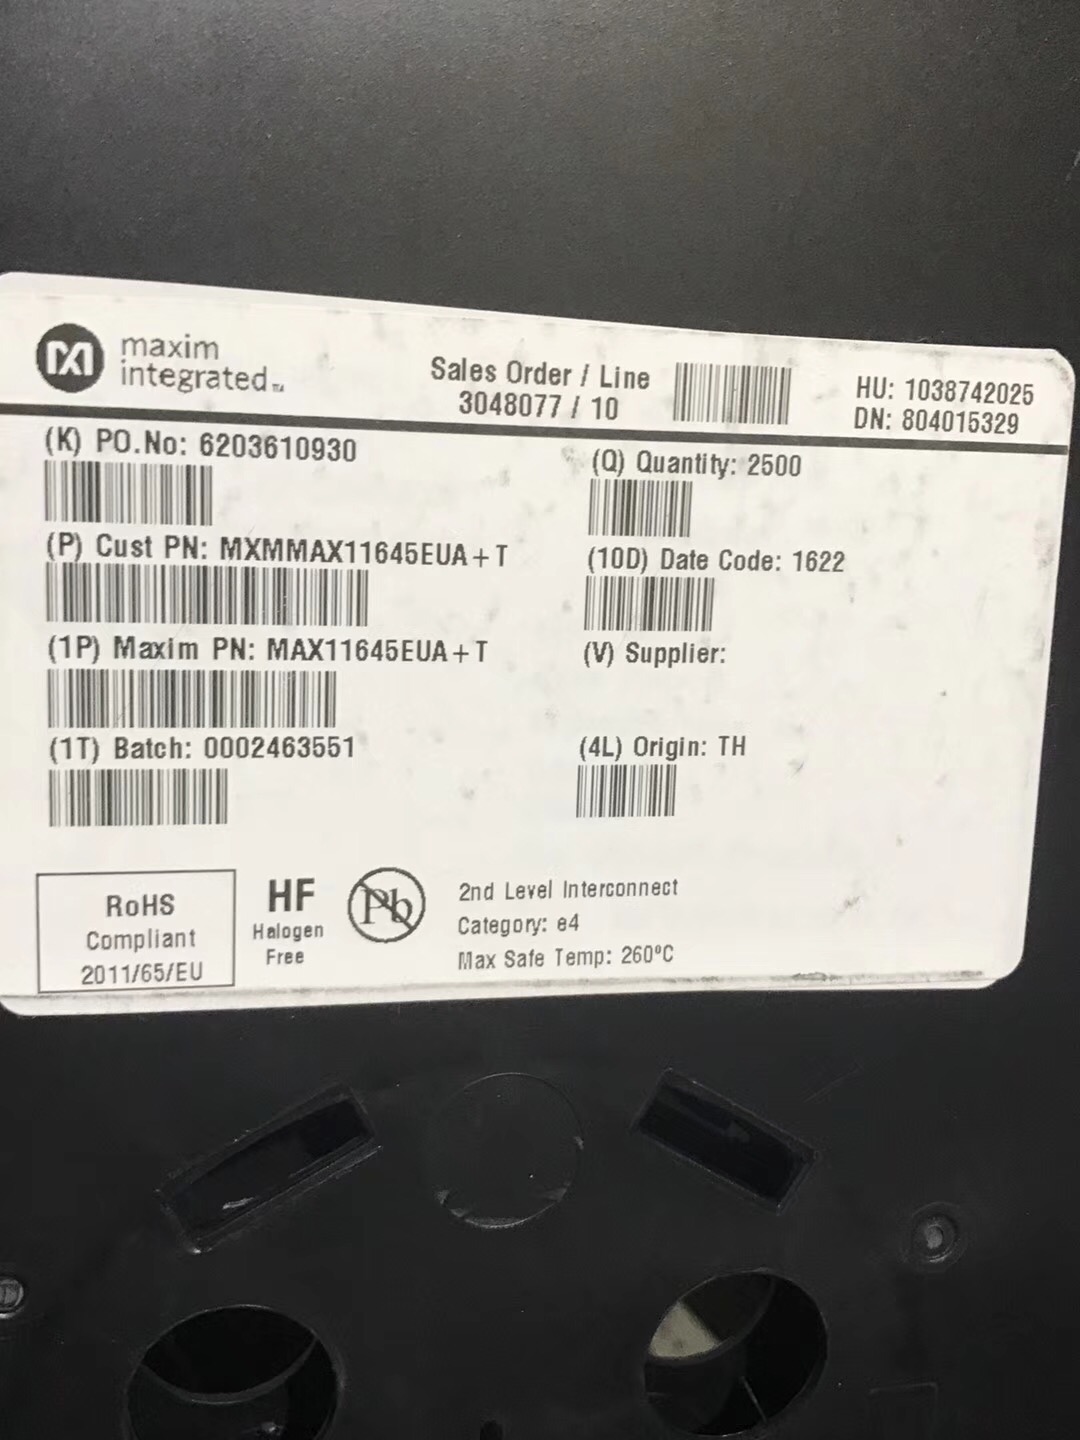 maxim
integrated™
Sales Order / Line
3048077 / 10
HU: 1038742025
DN: 804015329
(K) PO.No: 6203610930
(Q) Quantity: 2500
(P) Cust PN: MXMMAX11645EUA+T
(10D) Date Code: 1622
(1P) Maxim PN: MAX11645EUA+T
(V) Supplier:
(1T) Batch: 0002463551
(4L) Origin: TH
RoHS
Compliant
2011/65/EU
HF
Halogen
Free
Pb
2nd Level Interconnect
Category: e4
Max Safe Temp: 260ºC